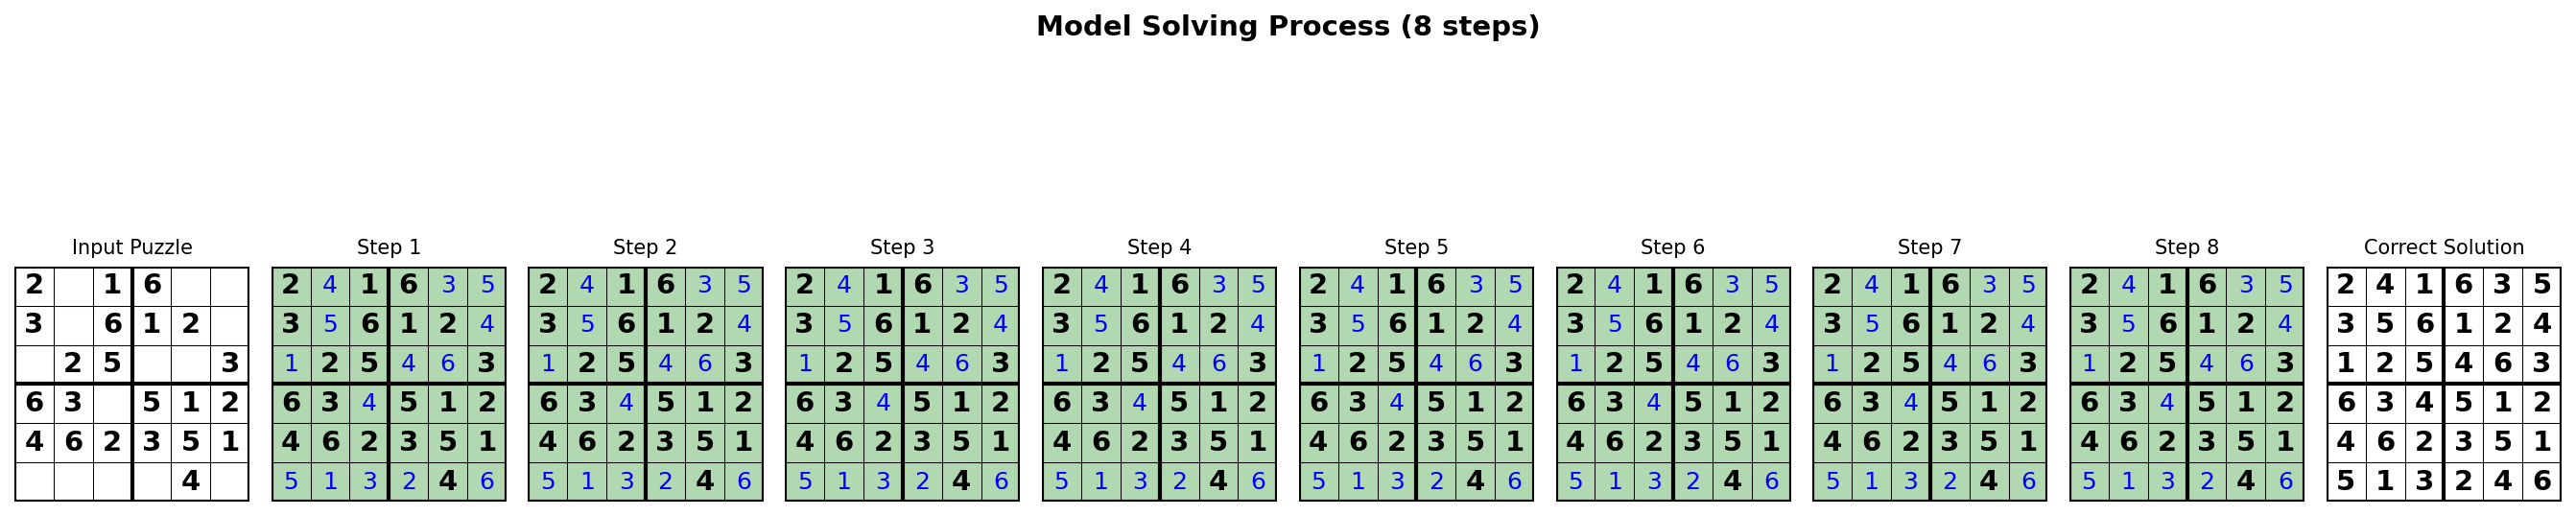 Model Solving Process (8 steps)
Input Puzzle Step 1 Step 2 Step 3 Step 4 Step 5 Step 6 Step 7 Step 8 Correct Solution
2 1 6 2 4 1 6 3 5 2 4 1 6 3 5 2 4 1 6 3 5 2 4 1 6 3 5 2 4 1 6 3 5 2 4 1 6 3 5 2 4 1 6 3 5 2 4 1 6 3 5 2 4 1 6 3 5
3 6 1 2 3 5 6 1 2 4 3 5 6 1 2 4 3 5 6 1 2 4 3 5 6 1 2 4 3 5 6 1 2 4 3 5 6 1 2 4 3 5 6 1 2 4 3 5 6 1 2 4 3 5 6 1 2 4
2 5 3 1 2 5 4 6 3 1 2 5 4 6 3 1 2 5 4 6 3 1 2 5 4 6 3 1 2 5 4 6 3 1 2 5 4 6 3 1 2 5 4 6 3 1 2 5 4 6 3 1 2 5 4 6 3
6 3 5 1 2 6 3 4 5 1 2 6 3 4 5 1 2 6 3 4 5 1 2 6 3 4 5 1 2 6 3 4 5 1 2 6 3 4 5 1 2 6 3 4 5 1 2 6 3 4 5 1 2 6 3 4 5 1 2
4 6 2 3 5 1 4 6 2 3 5 1 4 6 2 3 5 1 4 6 2 3 5 1 4 6 2 3 5 1 4 6 2 3 5 1 4 6 2 3 5 1 4 6 2 3 5 1 4 6 2 3 5 1 4 6 2 3 5 1
4 5 1 3 2 4 6 5 1 3 2 4 6 5 1 3 2 4 6 5 1 3 2 4 6 5 1 3 2 4 6 5 1 3 2 4 6 5 1 3 2 4 6 5 1 3 2 4 6 5 1 3 2 4 6